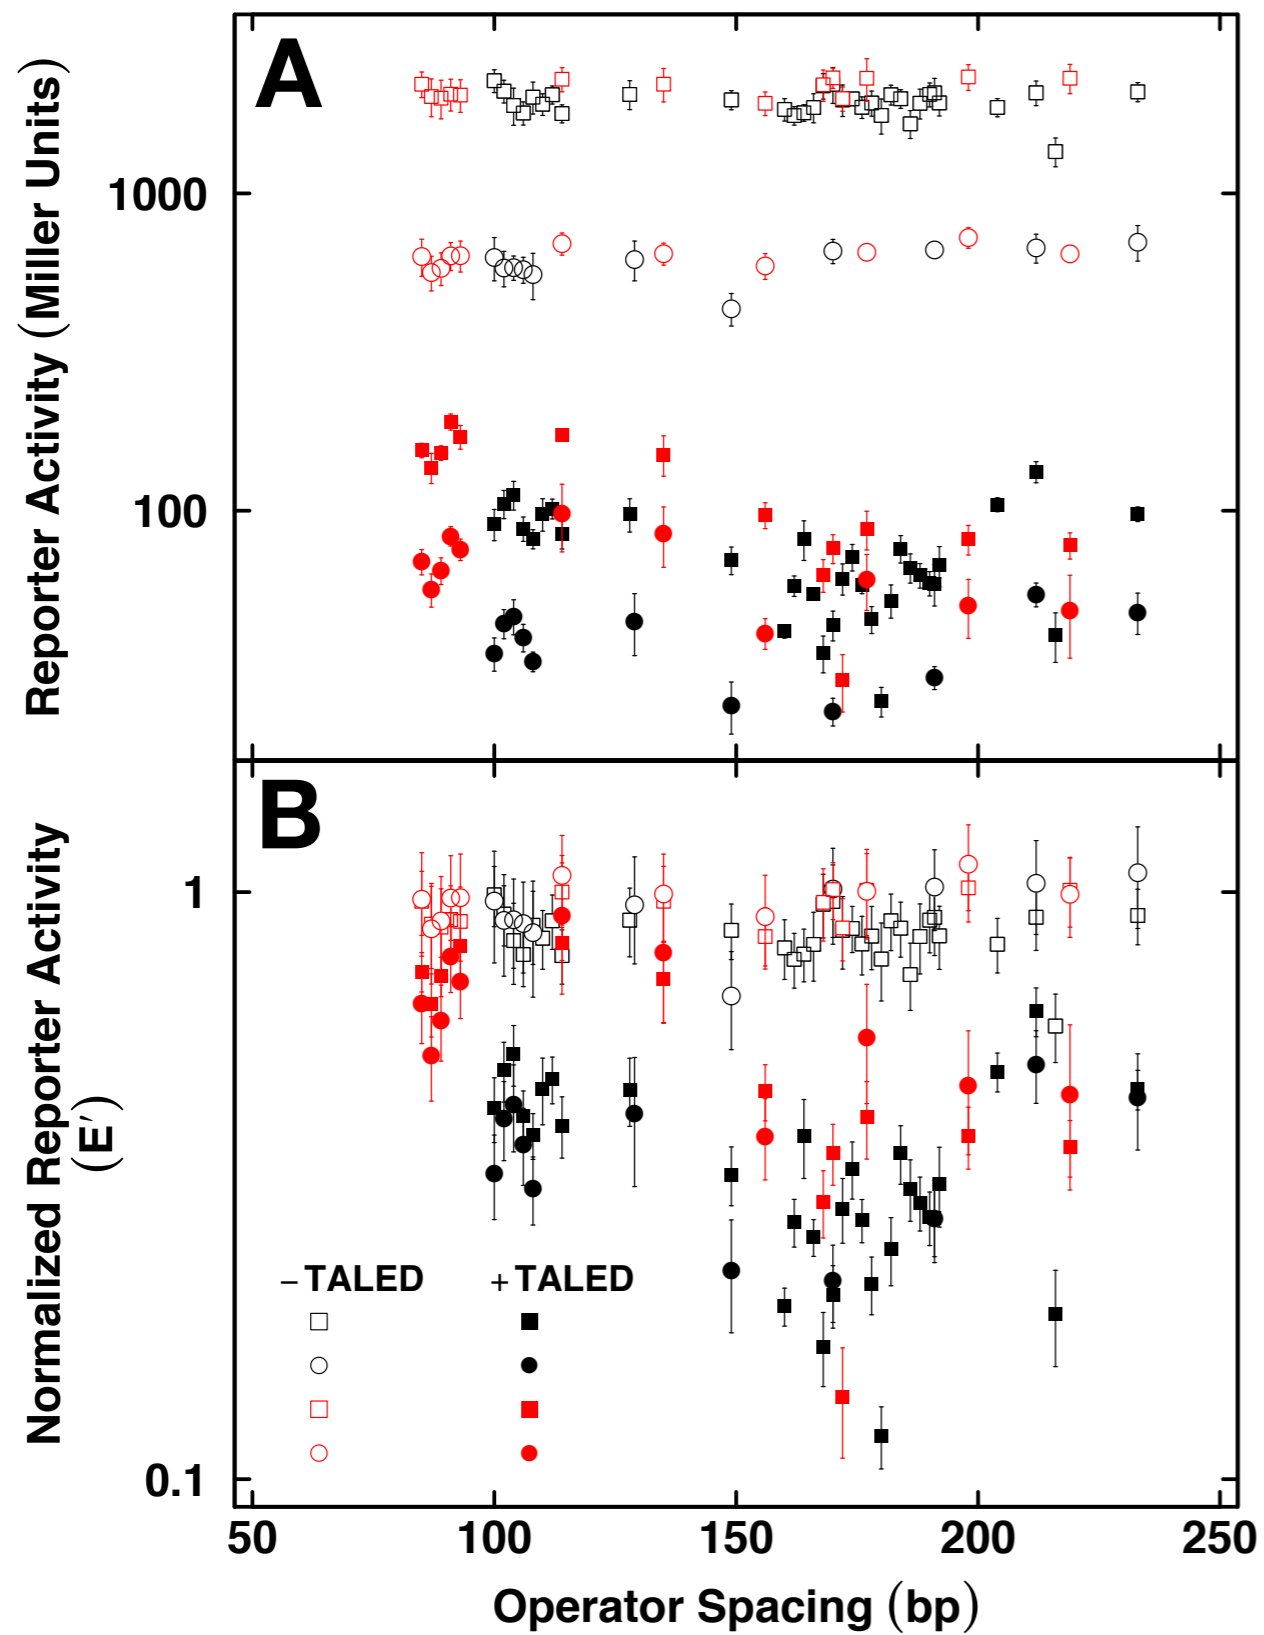 A
Reporter Activity (Miller Units)
1000
100
B
Normalized Reporter Activity
(E′)
1
0.1
– TALED + TALED
50 100 150 200 250
Operator Spacing (bp)